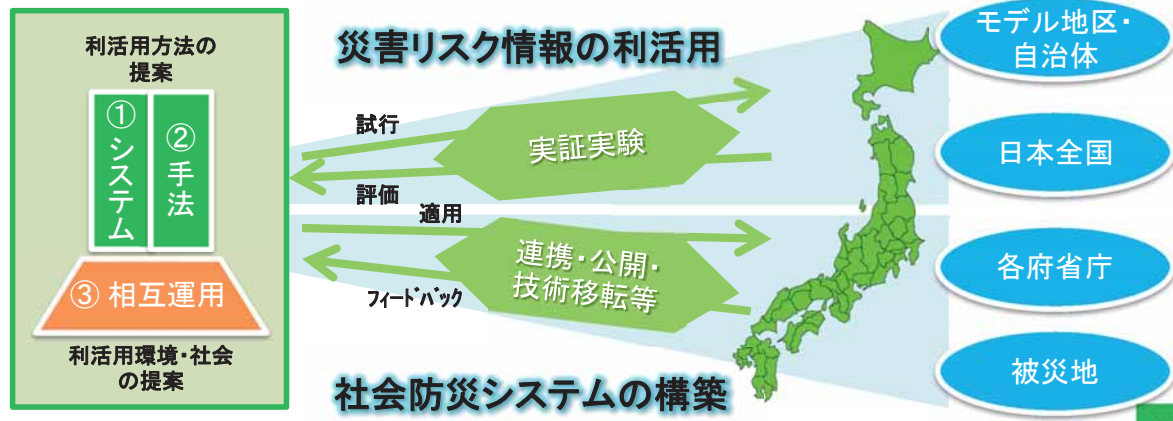 利活用方法の
提案
①システム
②手法
③ 相互運用
利活用環境・社会
の提案
災害リスク情報の利活用
試行
実証実験
評価
適用
連携・公開・
技術移転等
フィードバック
社会防災システムの構築
モデル地区・
自治体
日本全国
各府省庁
被災地